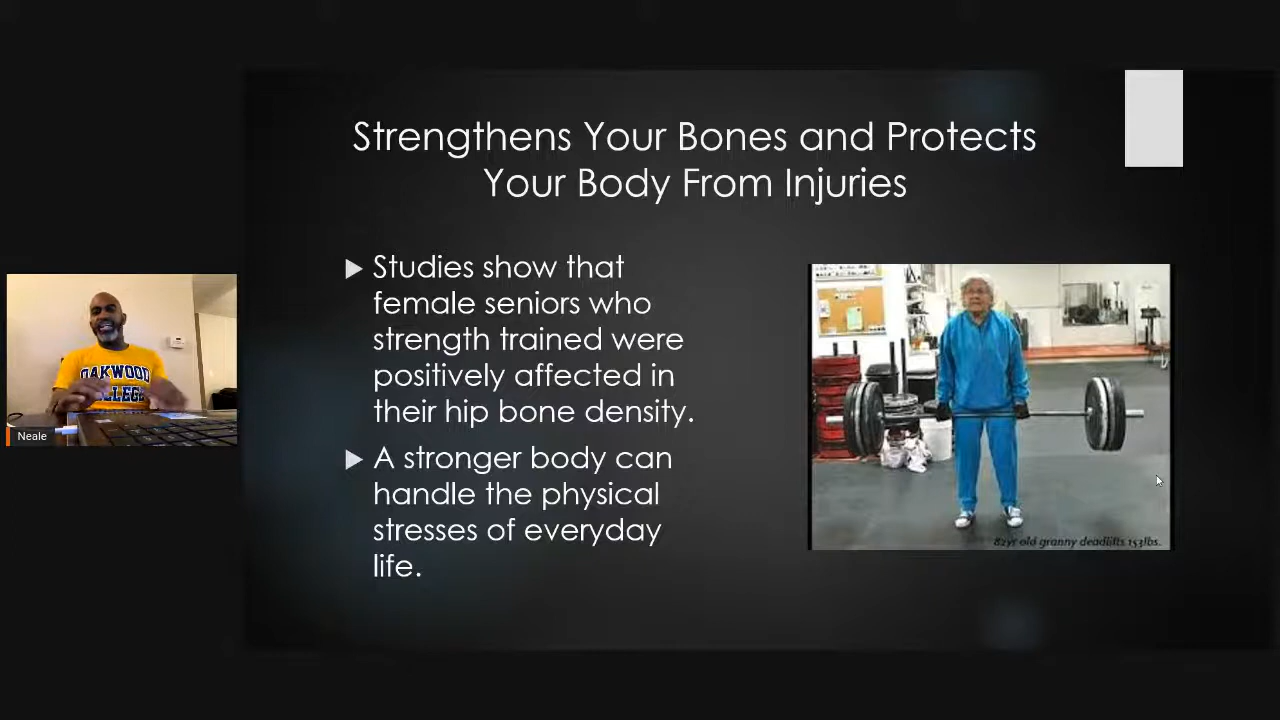 Strengthens Your Bones and Protects
Your Body From Injuries
Studies show that
female seniors who
strength trained were
positively affected in
their hip bone density.
A stronger body can
handle the physical
stresses of everyday
life.
82yr old granny deadlifts 153lbs.
OAKWOOD
COLLEGE
Neale